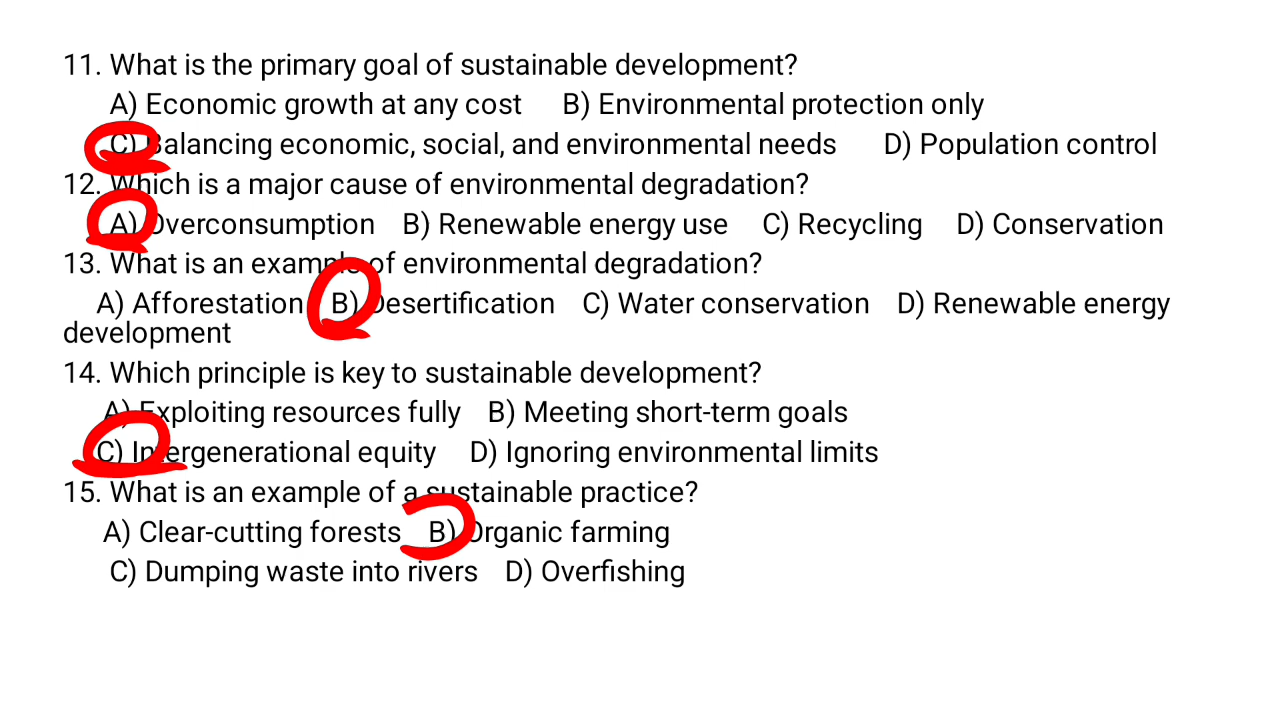 11. What is the primary goal of sustainable development?
A) Economic growth at any cost B) Environmental protection only
C) Balancing economic, social, and environmental needs D) Population control
12. Which is a major cause of environmental degradation?
A) Overconsumption B) Renewable energy use C) Recycling D) Conservation
13. What is an example of environmental degradation?
A) Afforestation B) Desertification C) Water conservation D) Renewable energy
development
14. Which principle is key to sustainable development?
A) Exploiting resources fully B) Meeting short-term goals
C) Intergenerational equity D) Ignoring environmental limits
15. What is an example of a sustainable practice?
A) Clear-cutting forests B) Organic farming
C) Dumping waste into rivers D) Overfishing